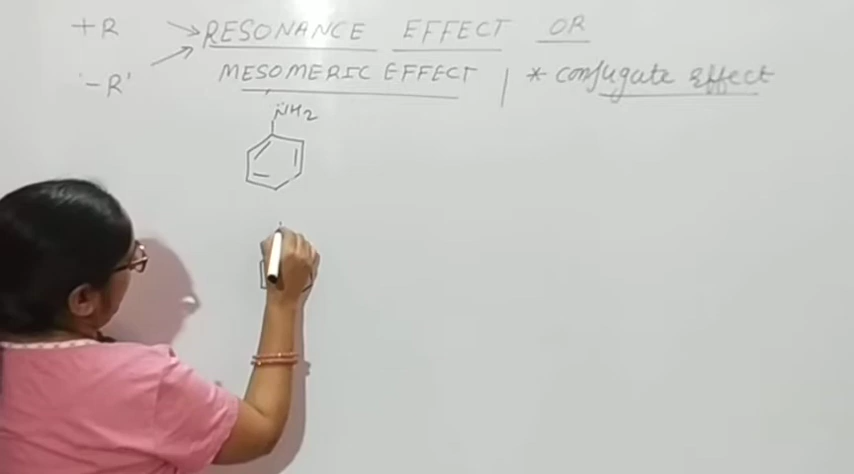 +R RESONANCE EFFECT OR
'-R' MESOMERIC EFFECT | * conjugate effect
NH2